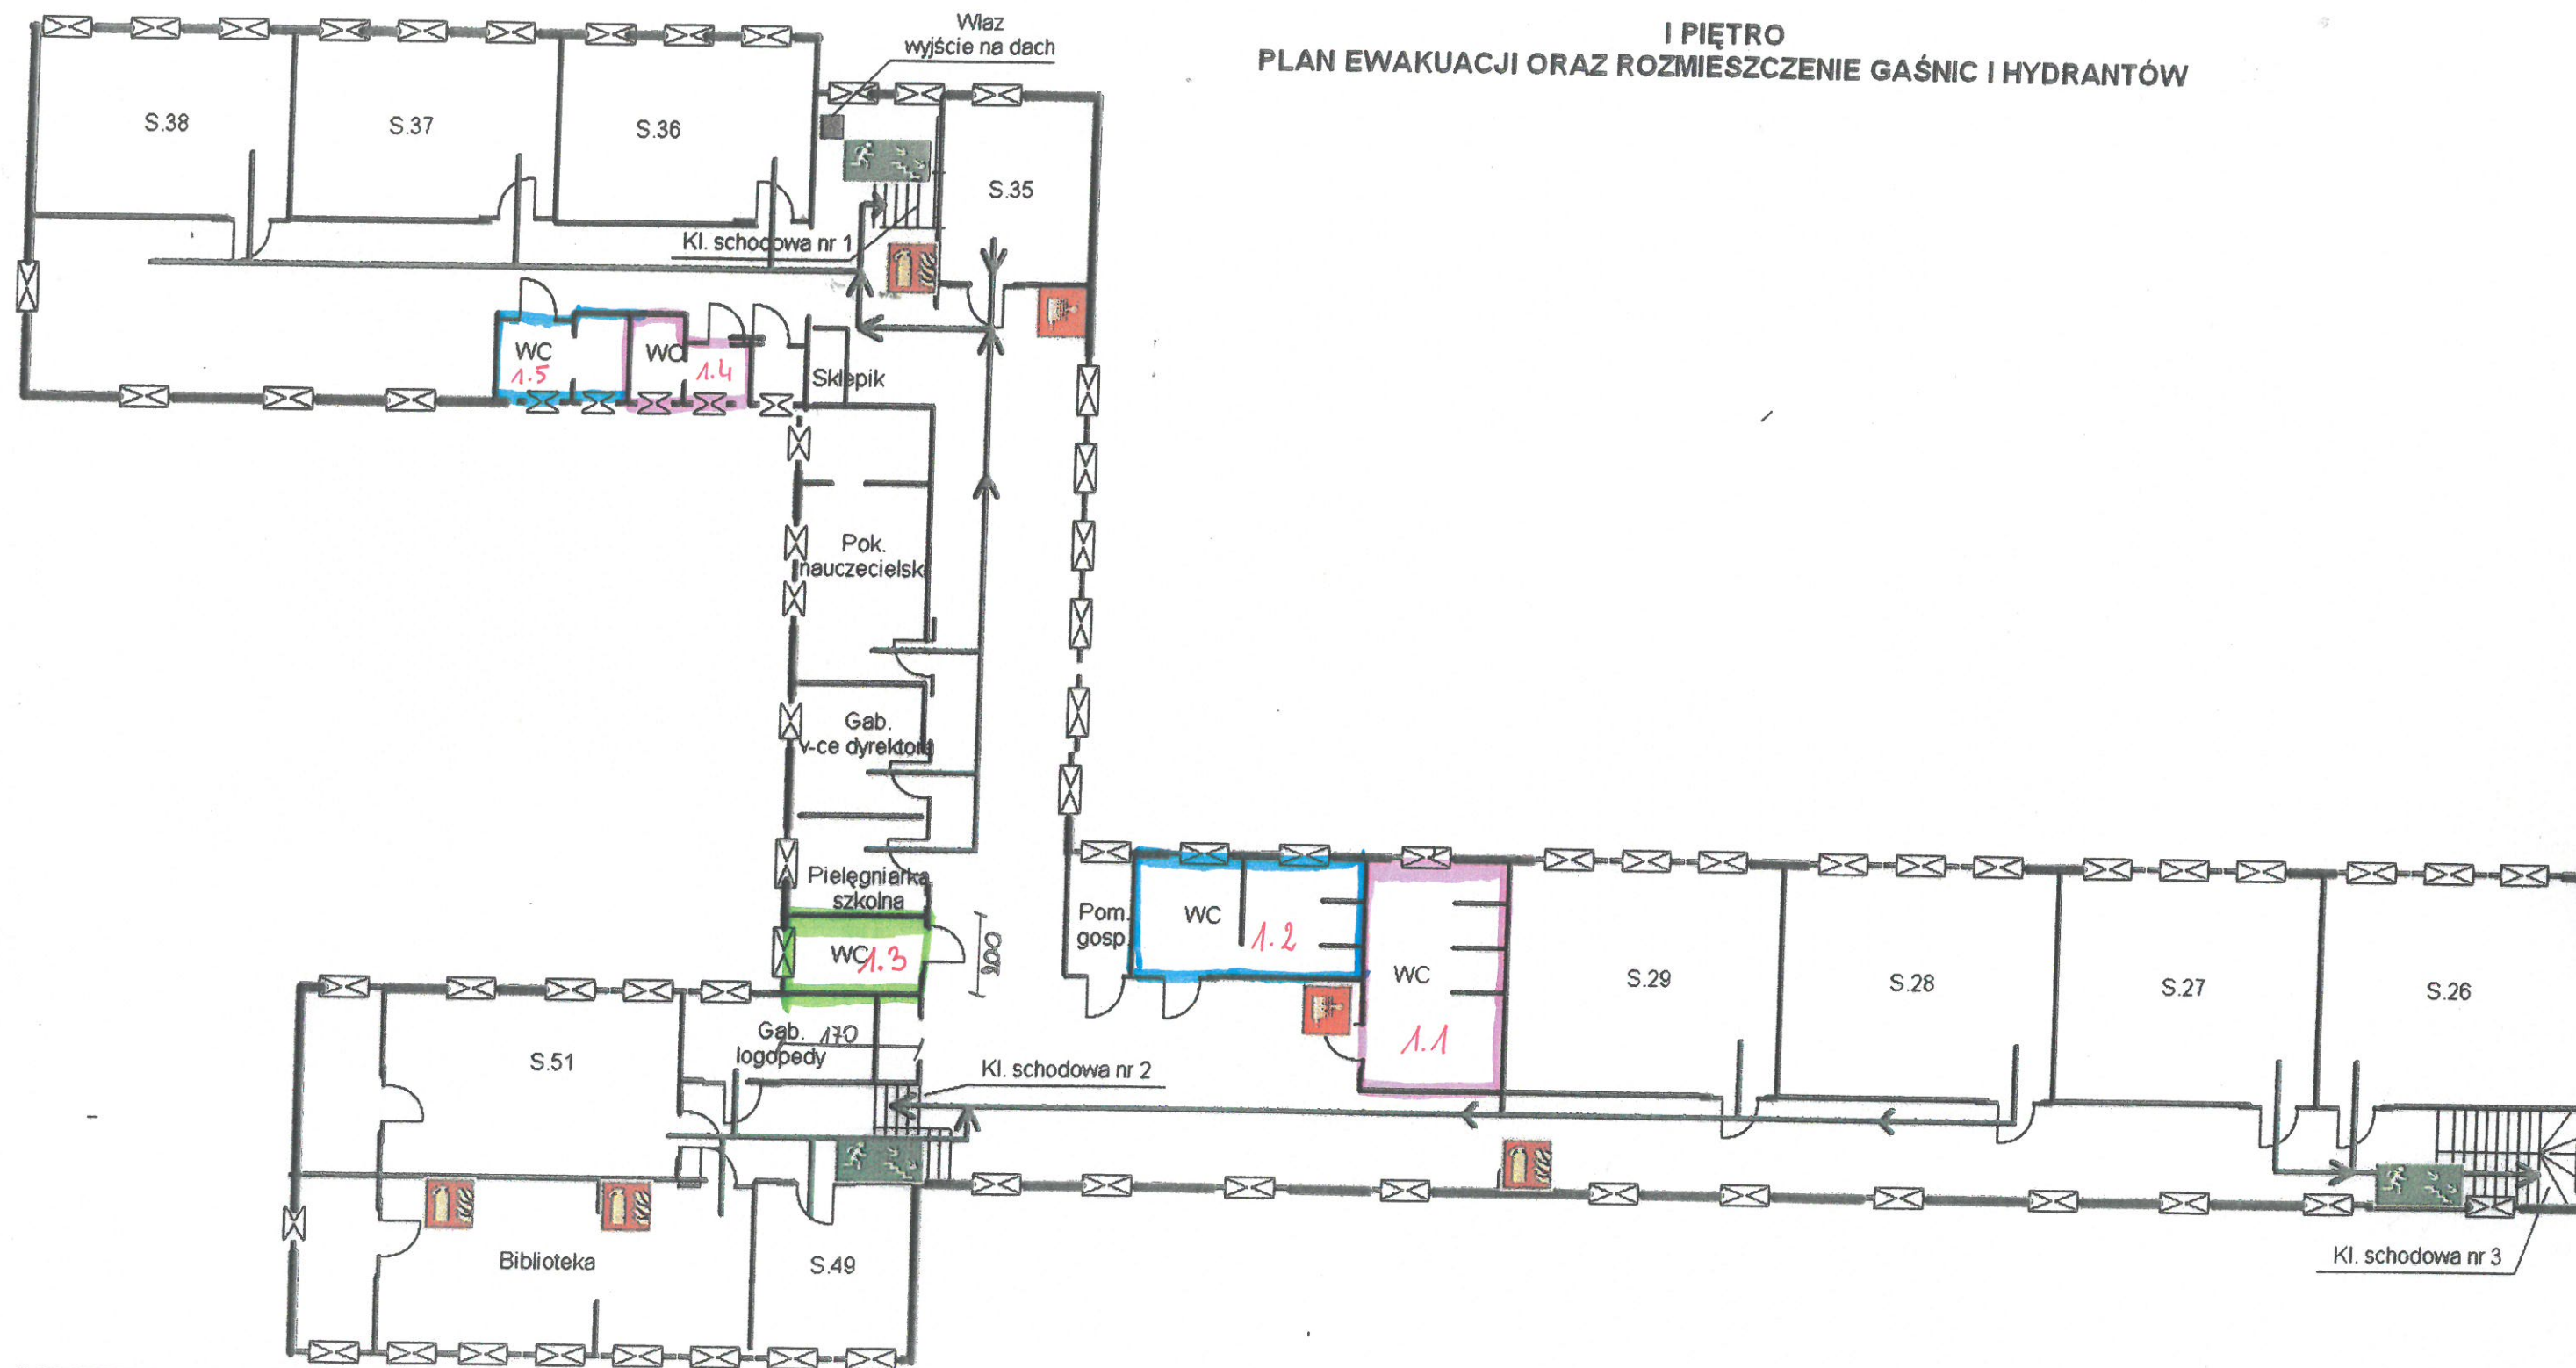 I PIĘTRO
PLAN EWAKUACJI ORAZ ROZMIESZCZENIE GAŚNIC I HYDRANTÓW
Właz
wyjście na dach
S.38
S.37
S.36
S.35
Kl. schodowa nr 1
WC
1.5
WC
1.4
Sklepik
Pok.
nauczecielski
Gab.
v-ce dyrektora
Pielęgniarka
szkolna
WC
1.3
200
Pom.
gosp.
WC
1.2
WC
1.1
S.29
S.28
S.27
S.26
S.51
Gab.
170
logopedy
Kl. schodowa nr 2
Biblioteka
S.49
Kl. schodowa nr 3